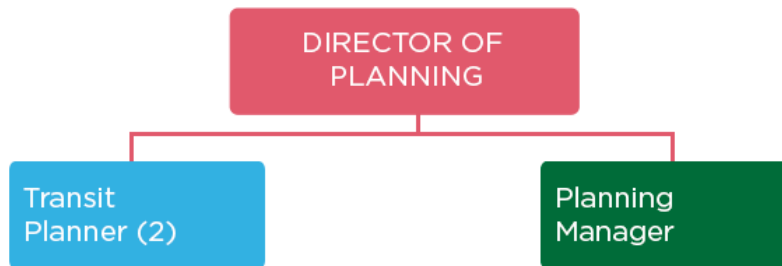 DIRECTOR OF
PLANNING
Transit
Planner (2)
Planning
Manager